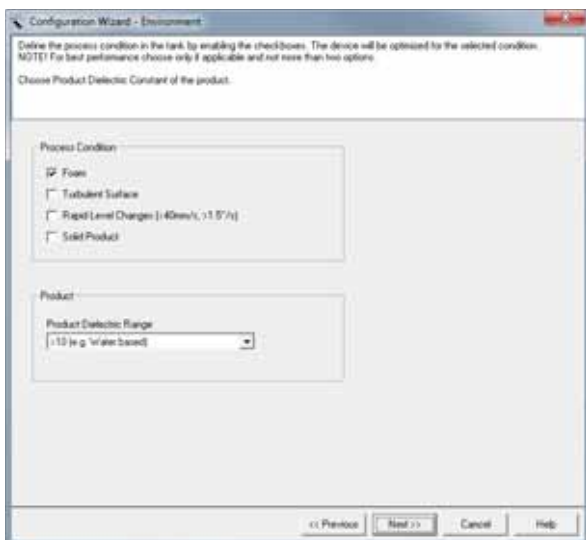 Configuration Wizard - Environment
Define the process condition in the tank by enabling the checkboxes. The device will be optimized for the selected condition.
NOTE! For best performance choose only if applicable and not more than two options
Choose Product Dielectric Constant of the product.
Process Condition
Foam
Turbulent Surface
Rapid Level Changes (>40mm/s, >1.5"/s)
Solid Product
Product
Product Dielectric Range
>10 (e.g. Water based)
<< Previous
Next >>
Cancel
Help